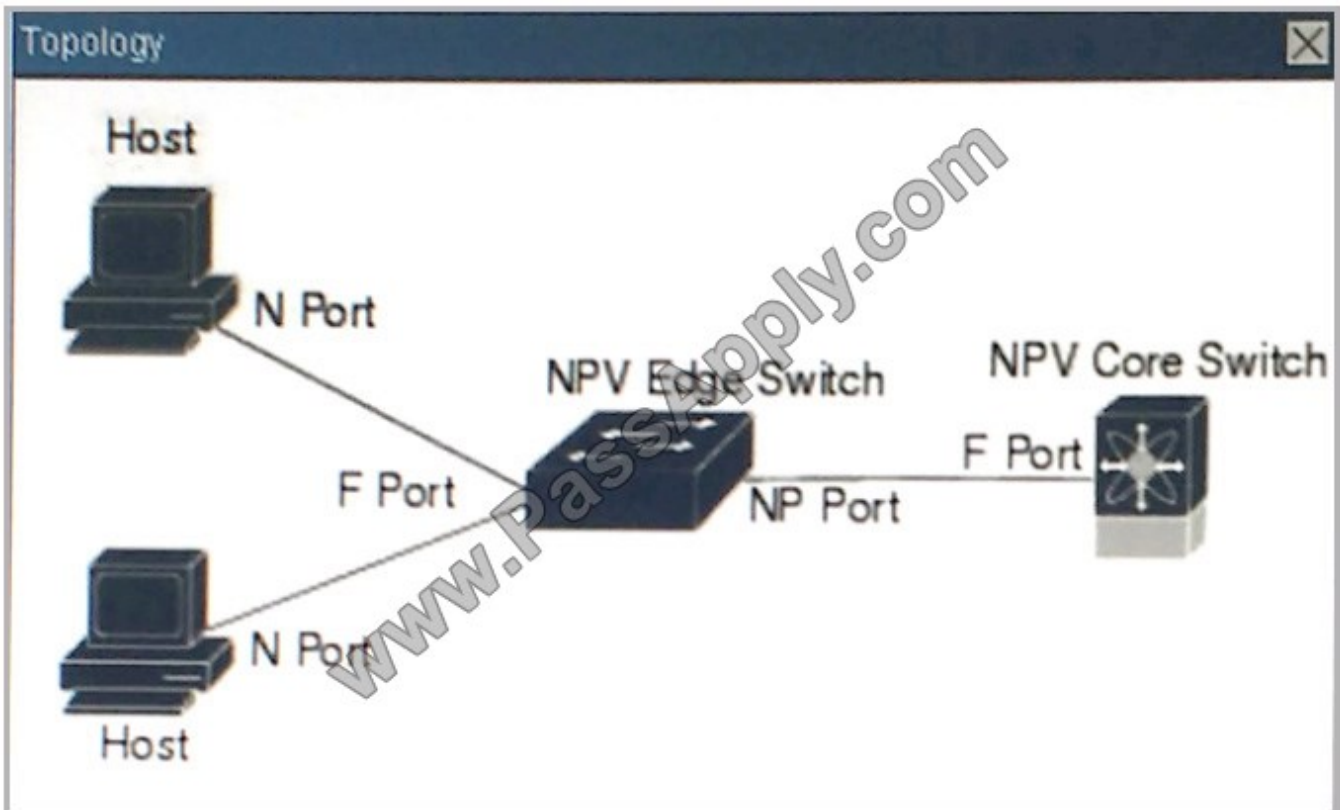 Topology
Host
N Port
NPV Edge Switch
NPV Core Switch
F Port
F Port
NP Port
N Port
Host
www.PassApply.com